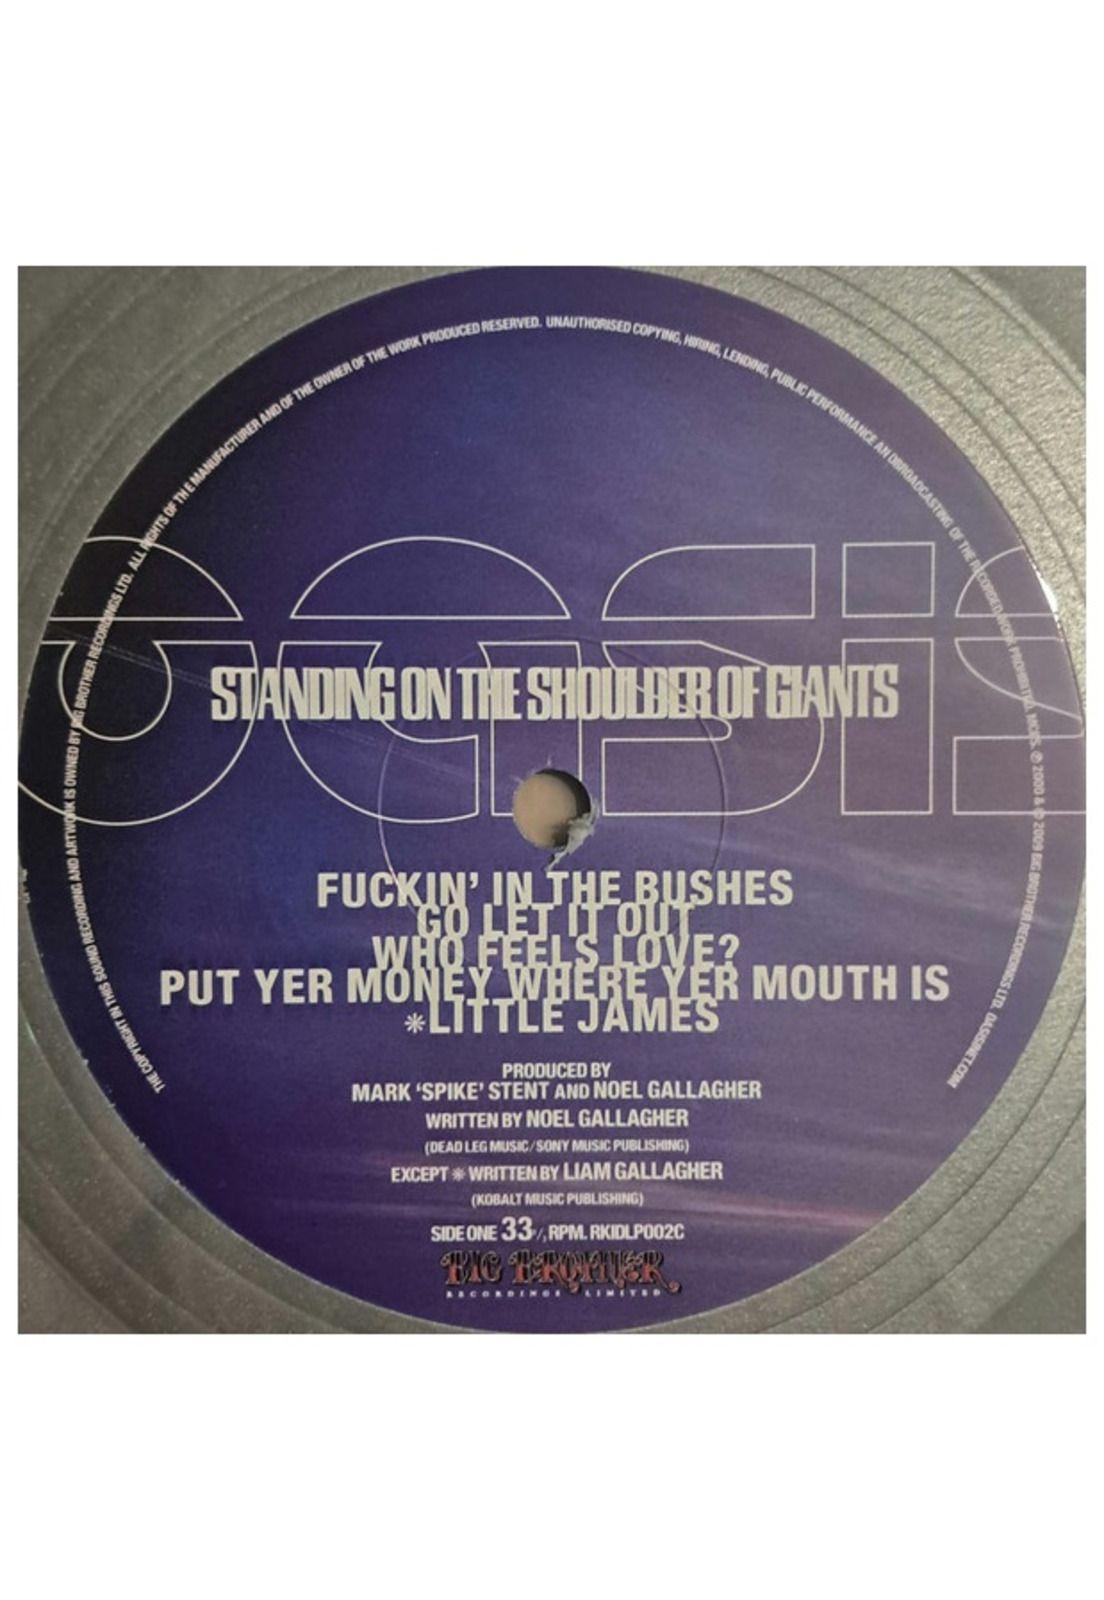 THE COPYRIGHT IN THIS SOUND RECORDING AND ARTWORK IS OWNED BY BIG BROTHER RECORDINGS LTD. ALL RIGHTS OF THE MANUFACTURER AND OF THE OWNER OF THE WORK PRODUCED RESERVED. UNAUTHORISED COPYING, HIRING, LENDING, PUBLIC PERFORMANCE AN DBROADCASTING OF THE RECORDED WORK PROHIBITED. ℗ 2000 & © 2009 BIG BROTHER RECORDINGS LTD. OASISINET.COM
oasis
STANDING ON THE SHOULDER OF GIANTS
FUCKIN' IN THE BUSHES
GO LET IT OUT
WHO FEELS LOVE?
PUT YER MONEY WHERE YER MOUTH IS
*LITTLE JAMES
PRODUCED BY
MARK 'SPIKE' STENT AND NOEL GALLAGHER
WRITTEN BY NOEL GALLAGHER
(DEAD LEG MUSIC/SONY MUSIC PUBLISHING)
EXCEPT * WRITTEN BY LIAM GALLAGHER
(KOBALT MUSIC PUBLISHING)
SIDE ONE 33⅓ RPM. RKIDLP002C
BIG BROTHER
RECORDINGS LIMITED